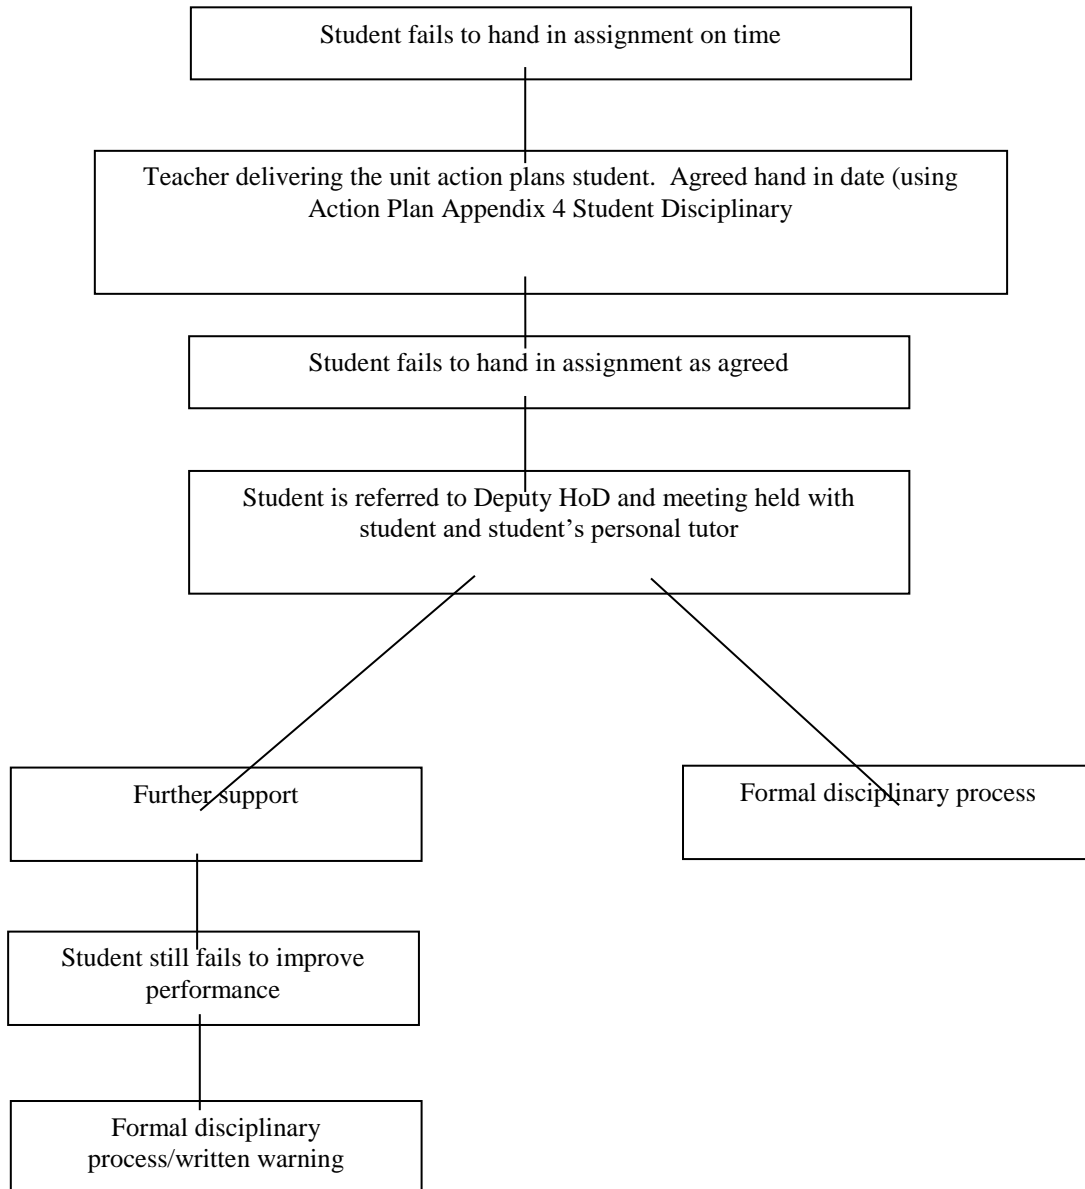 Student fails to hand in assignment on time
Teacher delivering the unit action plans student.  Agreed hand in date (using
Action Plan Appendix 4 Student Disciplinary
Student fails to hand in assignment as agreed
Student is referred to Deputy HoD and meeting held with
student and student’s personal tutor
Further support
Formal disciplinary process
Student still fails to improve
performance
Formal disciplinary
process/written warning